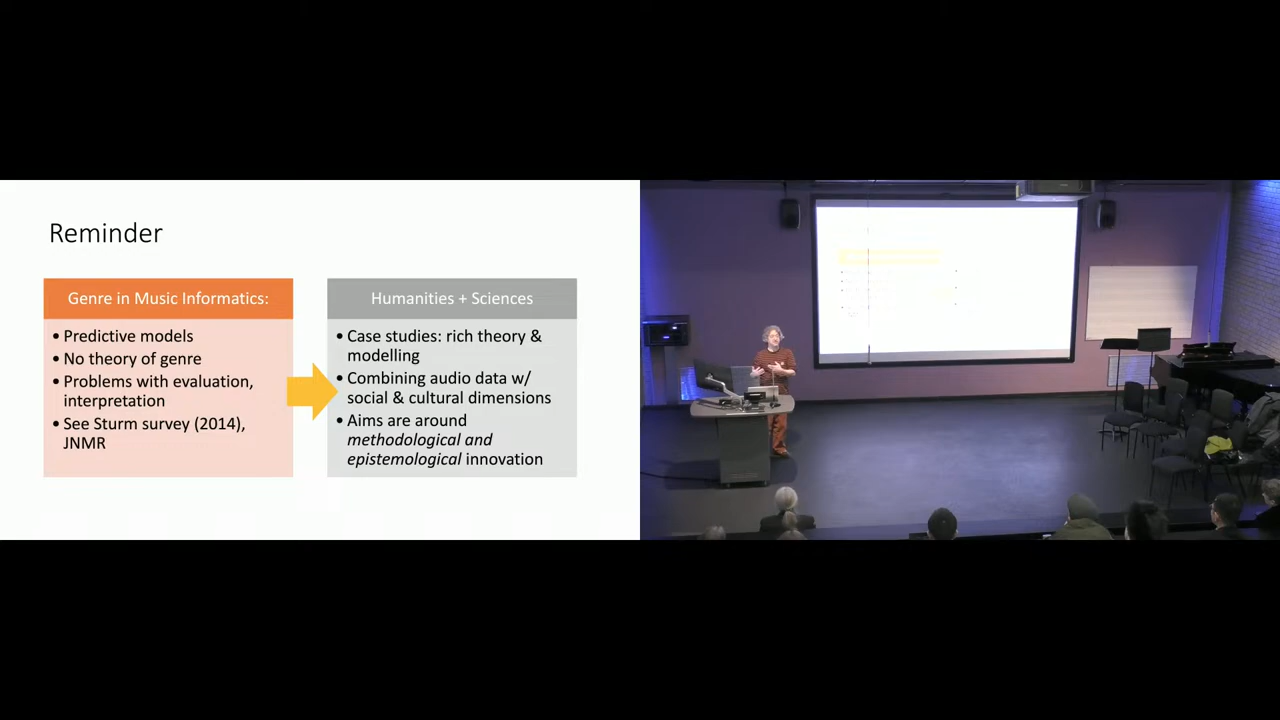 Reminder
Genre in Music Informatics:
• Predictive models
• No theory of genre
• Problems with evaluation,
interpretation
• See Sturm survey (2014),
JNMR
Humanities + Sciences
• Case studies: rich theory &
modelling
• Combining audio data w/
social & cultural dimensions
• Aims are around
methodological and
epistemological innovation